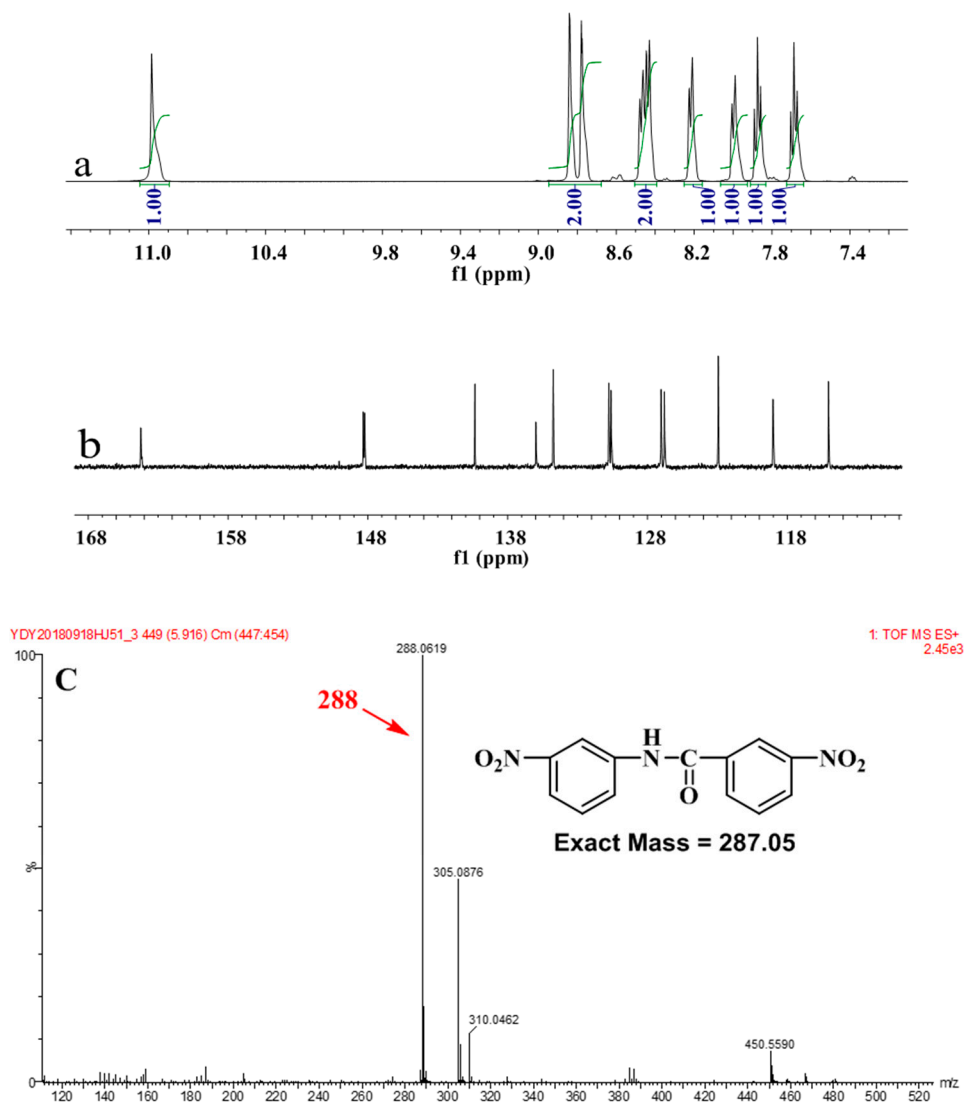 a
1.00
2.00
2.00
1.00
1.00
1.00
1.00
11.0 10.4 9.8 9.4 9.0 8.6 8.2 7.8 7.4
f1 (ppm)
b
168 158 148 138 128 118
f1 (ppm)
YDY20180918HJ51_3 449 (5.916) Cm (447:454)
1: TOF MS ES+
2.45e3
100
C
288.0619
288
H
O₂N N C NO₂
O
Exact Mass = 287.05
%
305.0876
310.0462
450.5590
0
120 140 160 180 200 220 240 260 280 300 320 340 360 380 400 420 440 460 480 500 520
m/z